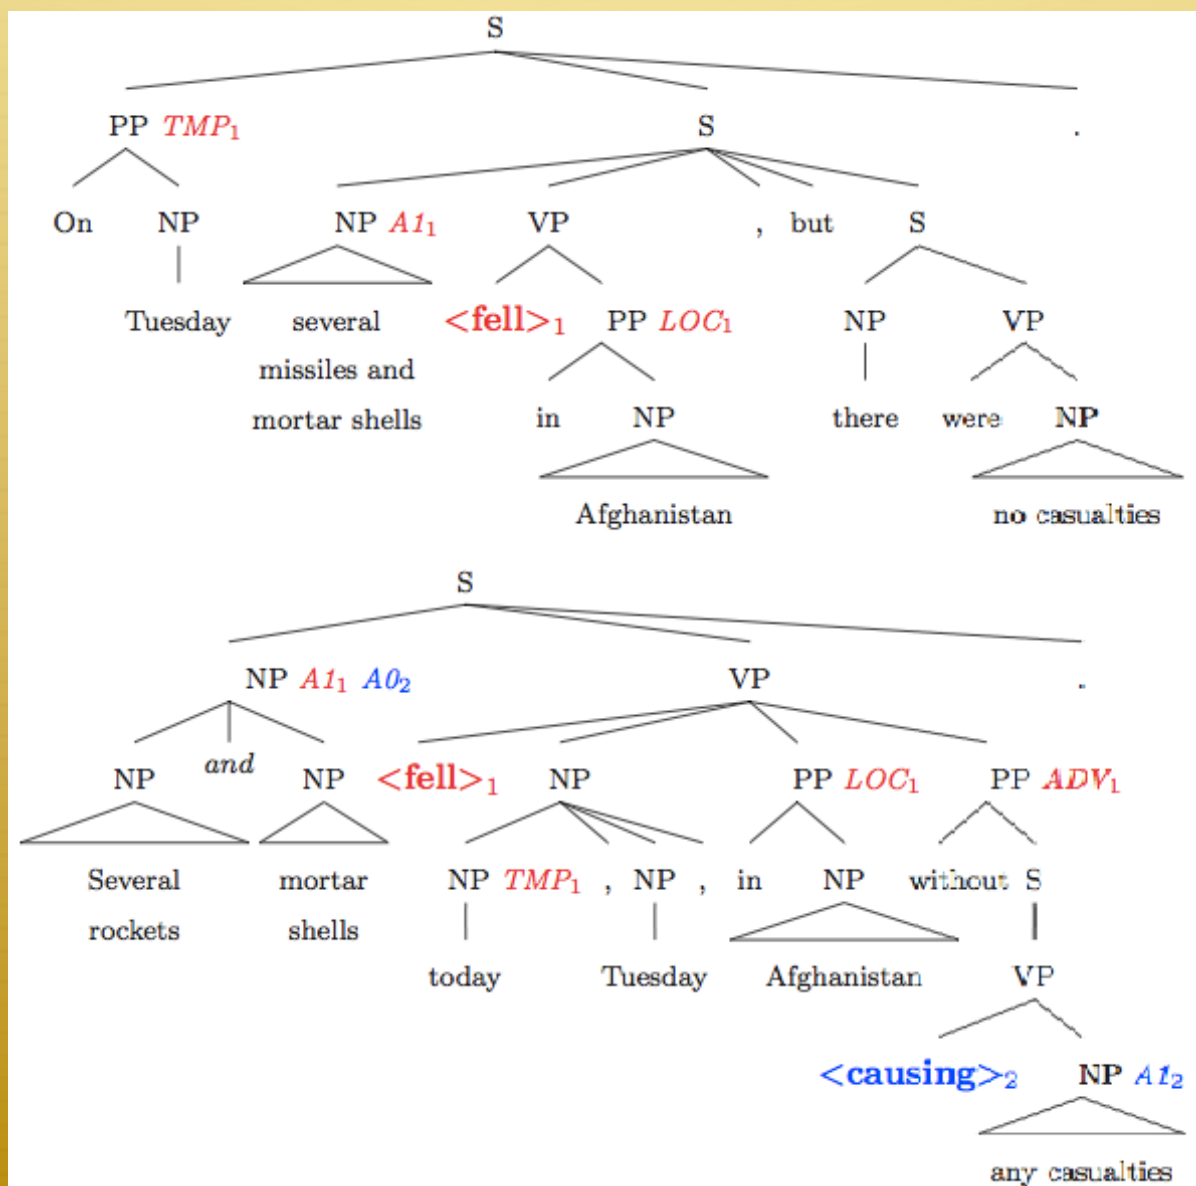 S
PP TMP1 S .
On NP NP A11 VP , but S
Tuesday several <fell>1 PP LOC1 NP VP
missiles and
mortar shells in NP there were NP
Afghanistan no casualties
S
NP A11 A02 VP .
NP and NP <fell>1 NP PP LOC1 PP ADV1
Several mortar NP TMP1 , NP , in NP without S
rockets shells
today Tuesday Afghanistan VP
<causing>2 NP A12
any casualties